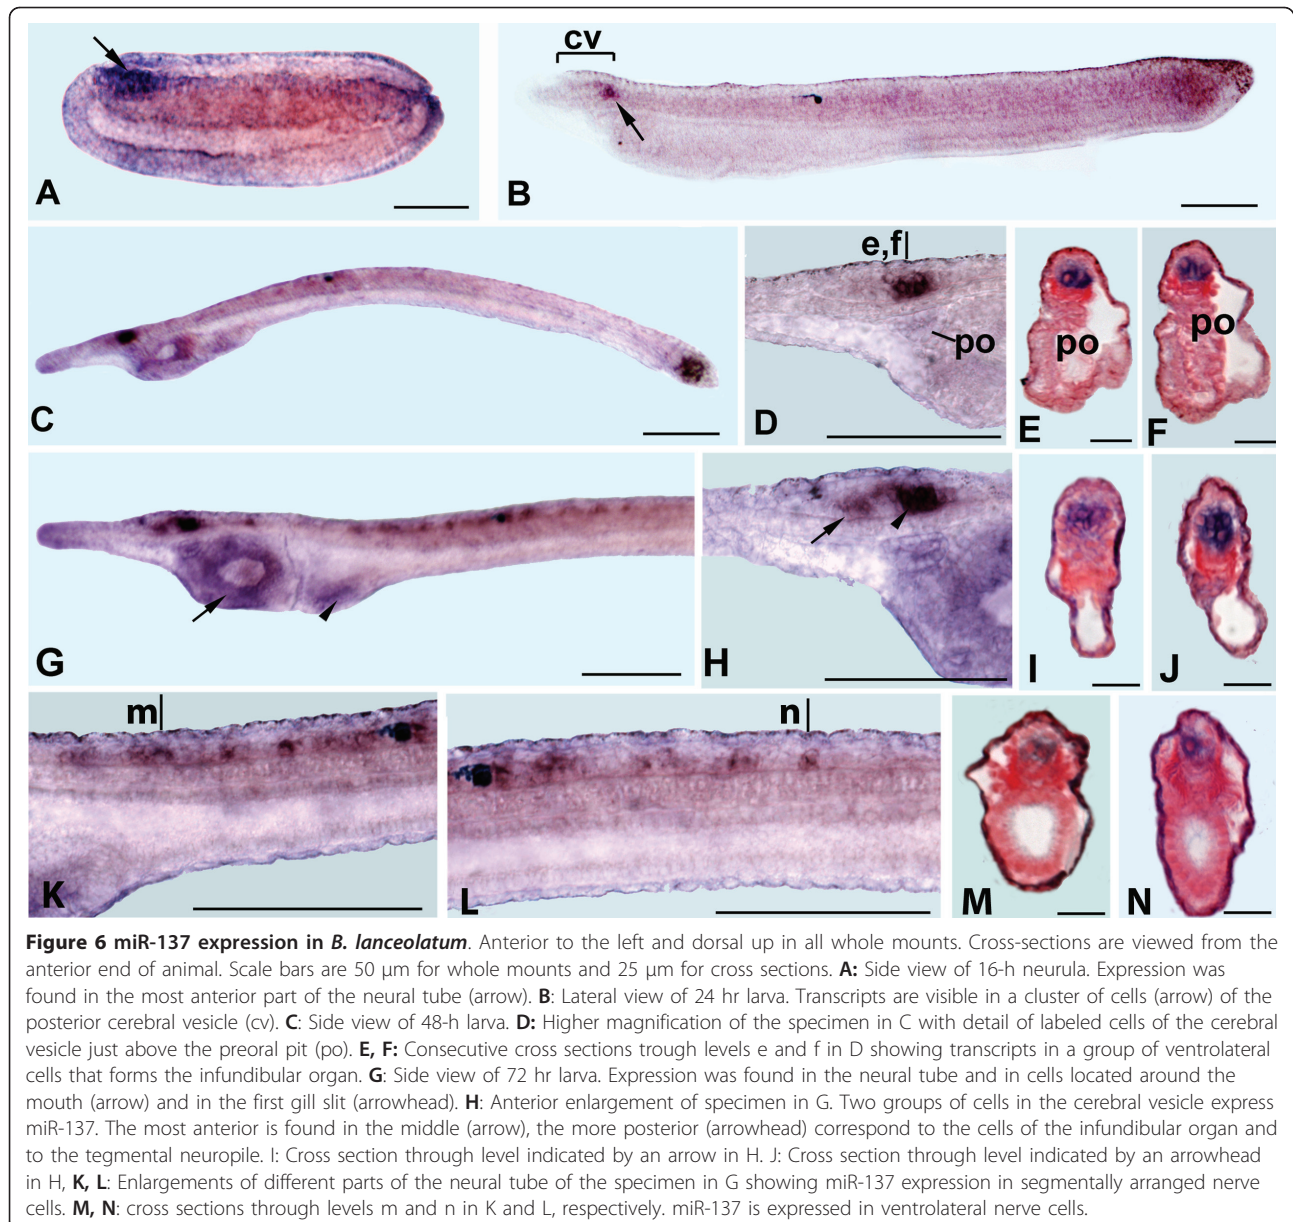 cv
A
B
e,f
po
po
po
C
D
E
F
G
H
I
J
m
n
K
L
M
N
Figure 6 miR-137 expression in B. lanceolatum. Anterior to the left and dorsal up in all whole mounts. Cross-sections are viewed from the
anterior end of animal. Scale bars are 50 μm for whole mounts and 25 μm for cross sections. A: Side view of 16-h neurula. Expression was
found in the most anterior part of the neural tube (arrow). B: Lateral view of 24 hr larva. Transcripts are visible in a cluster of cells (arrow) of the
posterior cerebral vesicle (cv). C: Side view of 48-h larva. D: Higher magnification of the specimen in C with detail of labeled cells of the cerebral
vesicle just above the preoral pit (po). E, F: Consecutive cross sections trough levels e and f in D showing transcripts in a group of ventrolateral
cells that forms the infundibular organ. G: Side view of 72 hr larva. Expression was found in the neural tube and in cells located around the
mouth (arrow) and in the first gill slit (arrowhead). H: Anterior enlargement of specimen in G. Two groups of cells in the cerebral vesicle express
miR-137. The most anterior is found in the middle (arrow), the more posterior (arrowhead) correspond to the cells of the infundibular organ and
to the tegmental neuropile. I: Cross section through level indicated by an arrow in H. J: Cross section through level indicated by an arrowhead
in H, K, L: Enlargements of different parts of the neural tube of the specimen in G showing miR-137 expression in segmentally arranged nerve
cells. M, N: cross sections through levels m and n in K and L, respectively. miR-137 is expressed in ventrolateral nerve cells.